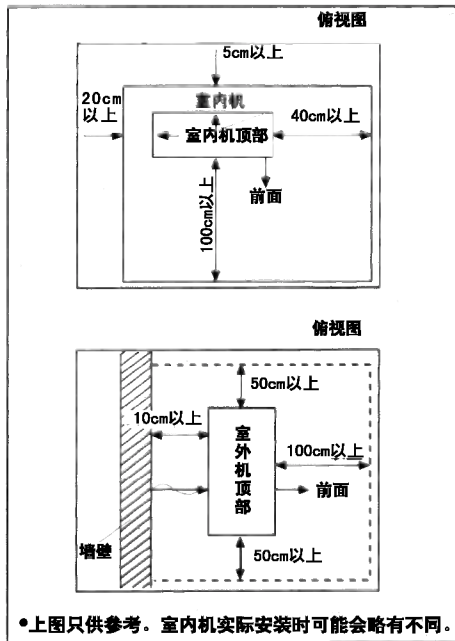 俯视图
5cm以上
室内机
20cm
以上
室内机顶部
40cm以上
前面
100cm以上
俯视图
50cm以上
10cm以上
室外机顶部
100cm以上
前面
墙壁
50cm以上
•上图只供参考。室内机实际安装时可能会略有不同。